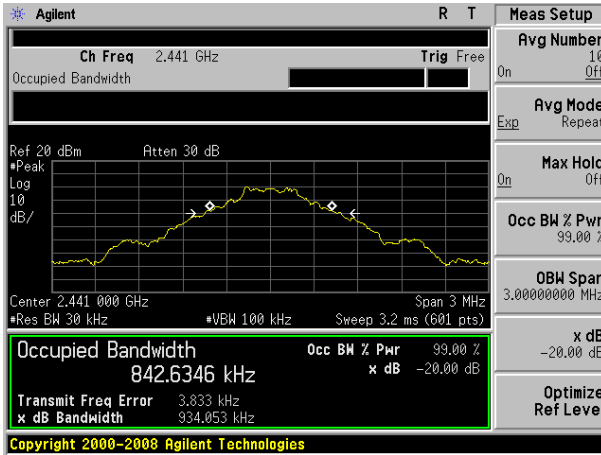 Agilent R T
Meas Setup
Ch Freq 2.441 GHz Trig Free
Occupied Bandwidth
Avg Number
10
On Off
Avg Mode
Exp Repeat
Max Hold
On Off
Occ BW % Pwr
99.00 %
OBW Span
3.00000000 MHz
x dB
-20.00 dB
Optimize
Ref Level
Ref 20 dBm Atten 30 dB
#Peak
Log
10
dB/
Center 2.441 000 GHz Span 3 MHz
#Res BW 30 kHz #VBW 100 kHz Sweep 3.2 ms (601 pts)
Occupied Bandwidth Occ BW % Pwr 99.00 %
842.6346 kHz x dB -20.00 dB
Transmit Freq Error 3.833 kHz
x dB Bandwidth 934.053 kHz
Copyright 2000-2008 Agilent Technologies